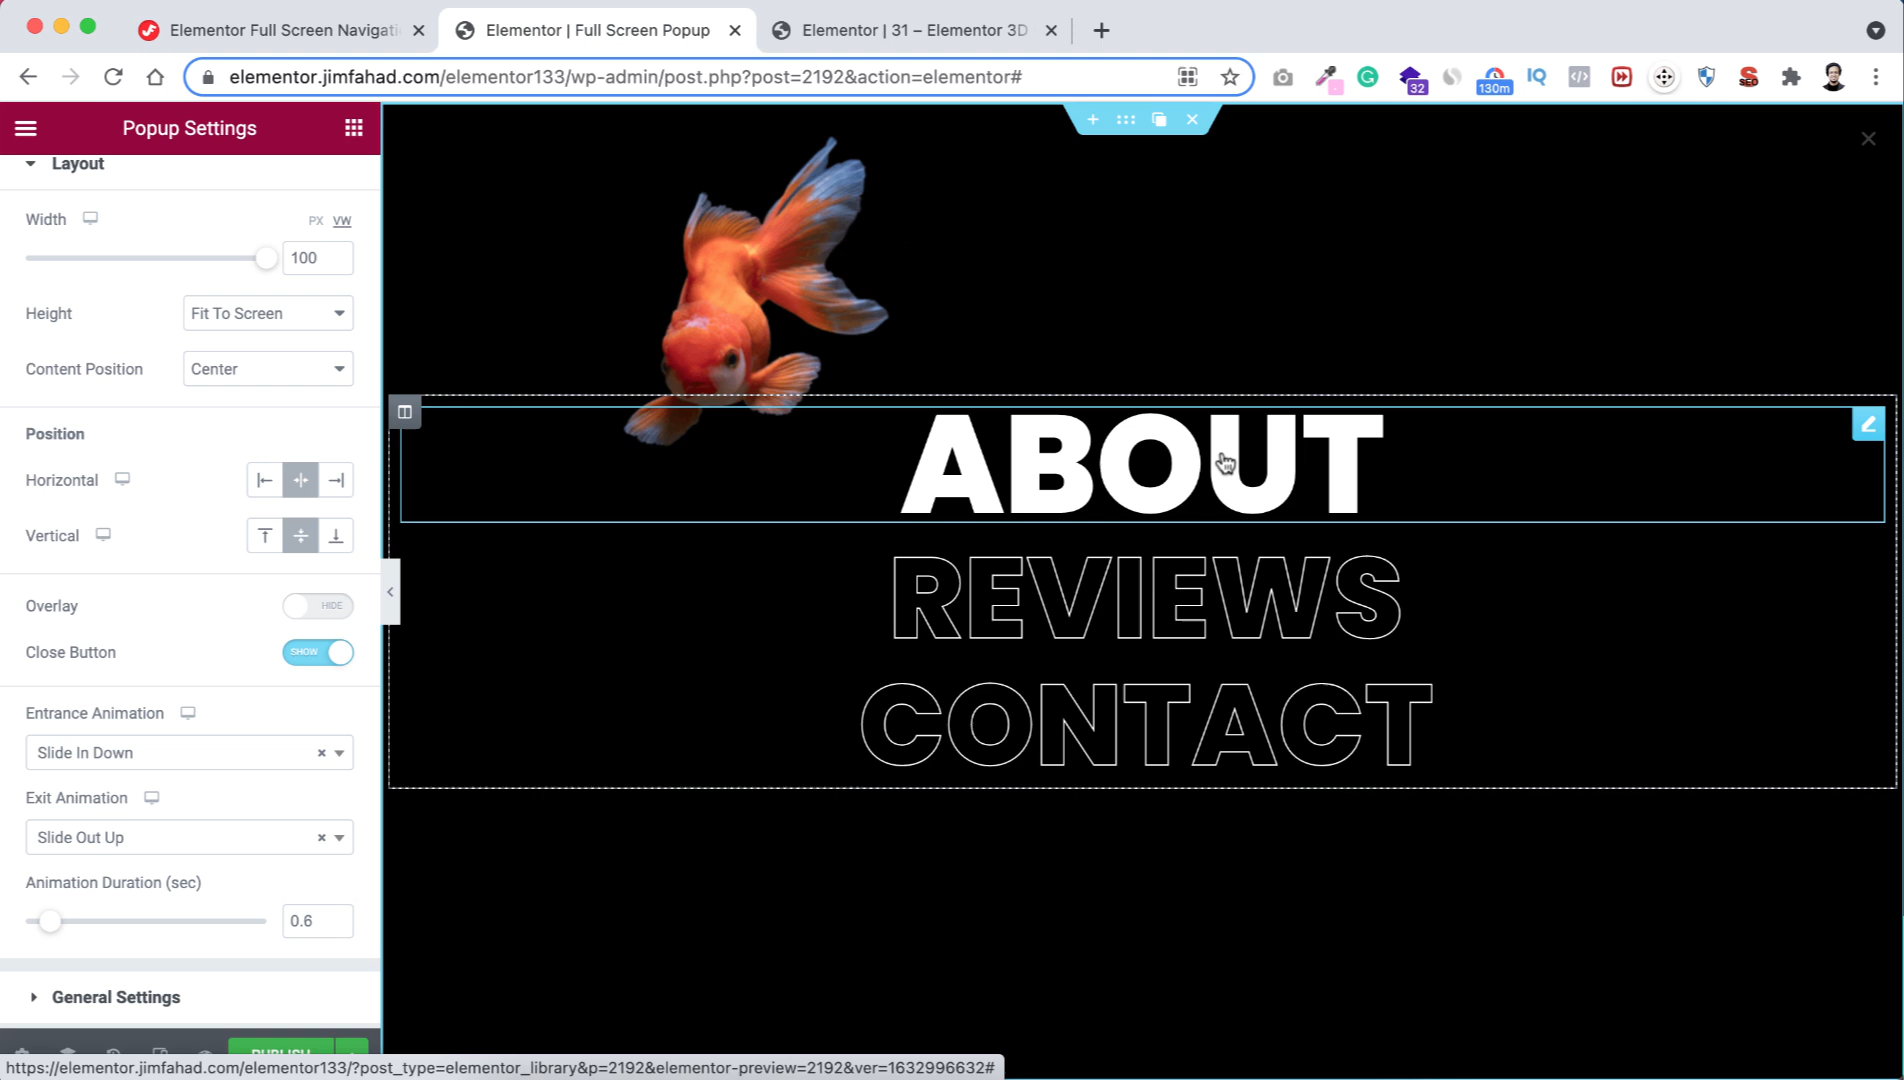 Elementor Full Screen Navigati
Elementor | Full Screen Popup
Elementor | 31 – Elementor 3D
elementor.jimfahad.com/elementor133/wp-admin/post.php?post=2192&action=elementor#
32
130m
IQ
SEO
Popup Settings
Layout
Width
PX VW
100
Height
Fit To Screen
Content Position
Center
Position
Horizontal
Vertical
Overlay
HIDE
Close Button
SHOW
Entrance Animation
Slide In Down
Exit Animation
Slide Out Up
Animation Duration (sec)
0.6
General Settings
PUBLISH
ABOUT
REVIEWS
CONTACT
https://elementor.jimfahad.com/elementor133/?post_type=elementor_library&p=2192&elementor-preview=2192&ver=1632996632#